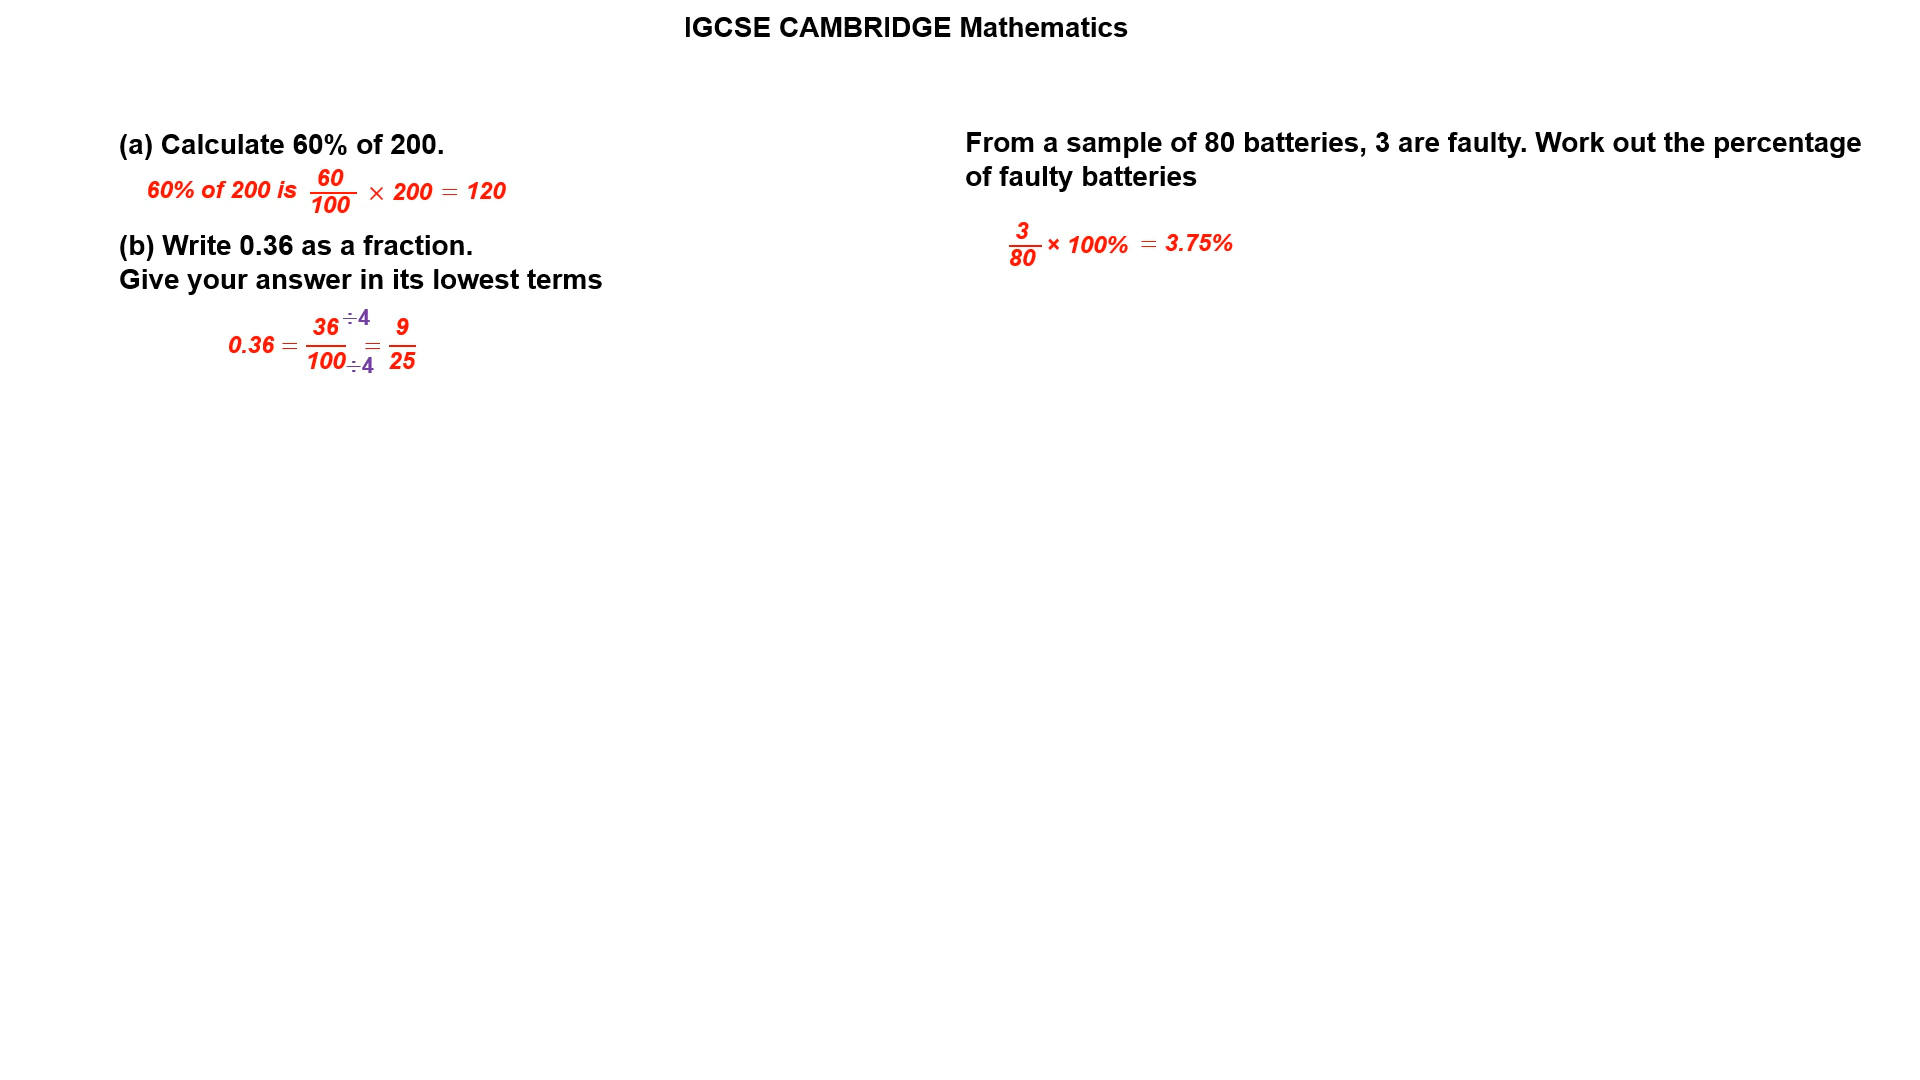 IGCSE CAMBRIDGE Mathematics
(a) Calculate 60% of 200.
60% of 200 is 60/100 × 200 = 120
(b) Write 0.36 as a fraction.
Give your answer in its lowest terms
0.36 = 36÷4/100÷4 = 9/25
From a sample of 80 batteries, 3 are faulty. Work out the percentage
of faulty batteries
3/80 × 100% = 3.75%